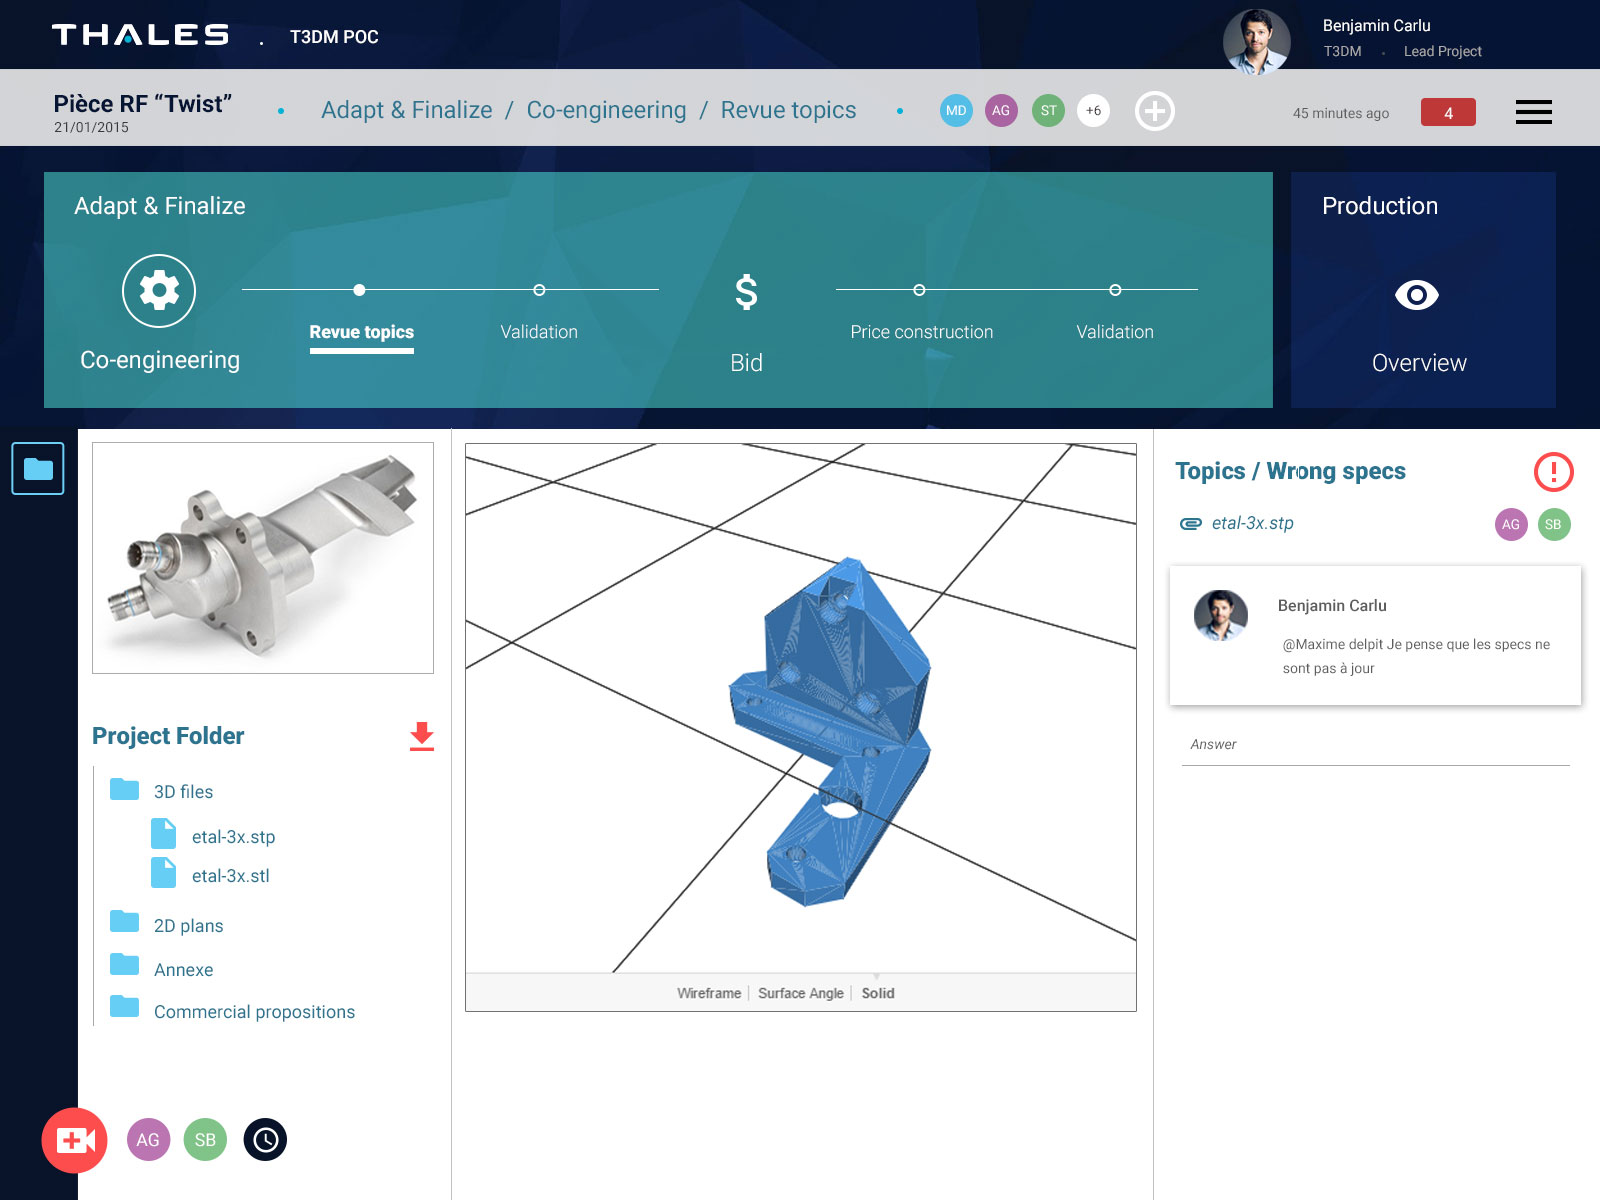 THALES . T3DM POC
Benjamin Carlu
T3DM · Lead Project
Pièce RF “Twist”
21/01/2015
Adapt & Finalize / Co-engineering / Revue topics
MD AG ST +6
45 minutes ago
4
Adapt & Finalize
Co-engineering
Revue topics
Validation
$
Bid
Price construction
Validation
Production
Overview
Project Folder
3D files
etal-3x.stp
etal-3x.stl
2D plans
Annexe
Commercial propositions
AG SB
Wireframe | Surface Angle | Solid
Topics / Wrong specs
etal-3x.stp
AG SB
Benjamin Carlu
@Maxime delpit Je pense que les specs ne
sont pas à jour
Answer